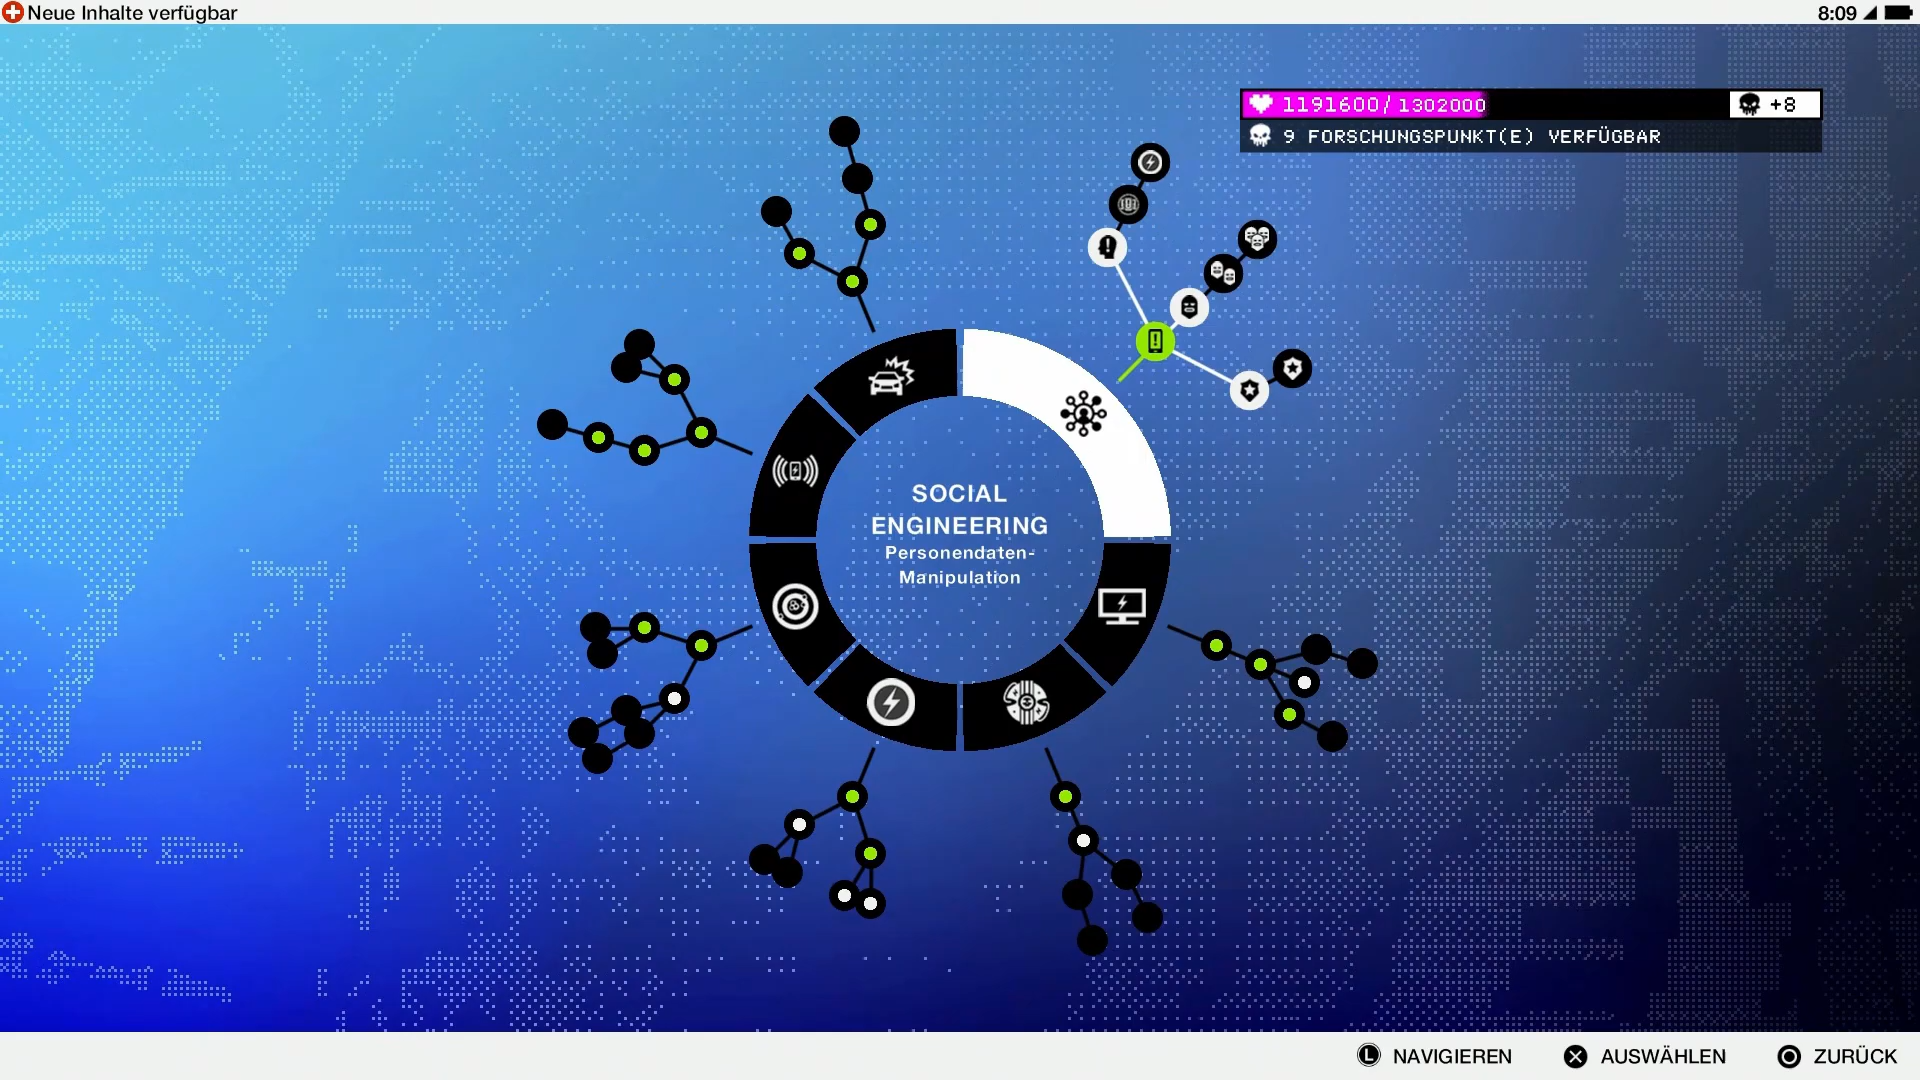 Neue Inhalte verfügbar
8:09
1191600/1302000
+8
9 FORSCHUNGSPUNKT(E) VERFÜGBAR
SOCIAL
ENGINEERING
Personendaten-
Manipulation
L NAVIGIEREN
AUSWÄHLEN
ZURÜCK